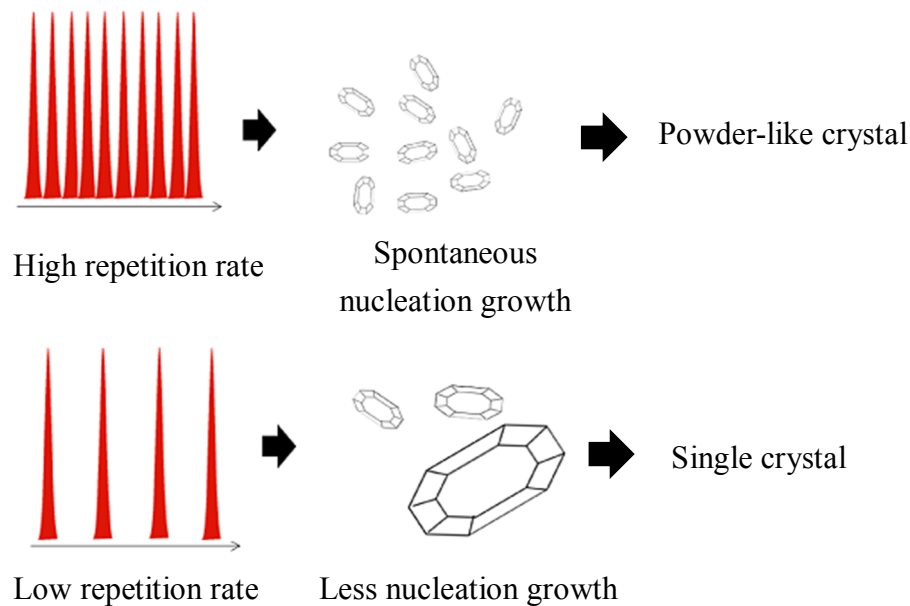 Powder-like crystal
High repetition rate
Spontaneous
nucleation growth
Single crystal
Low repetition rate
Less nucleation growth